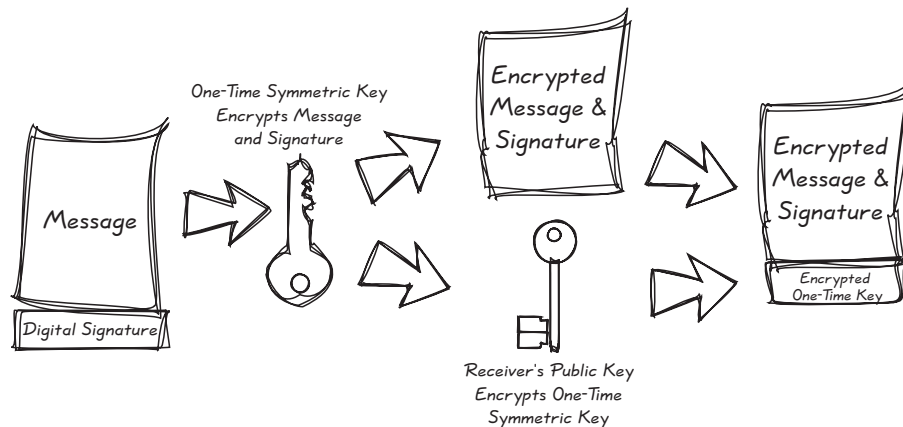 Message
Digital Signature
One-Time Symmetric Key
Encrypts Message
and Signature
Encrypted
Message &
Signature
Receiver's Public Key
Encrypts One-Time
Symmetric Key
Encrypted
Message &
Signature
Encrypted
One-Time Key